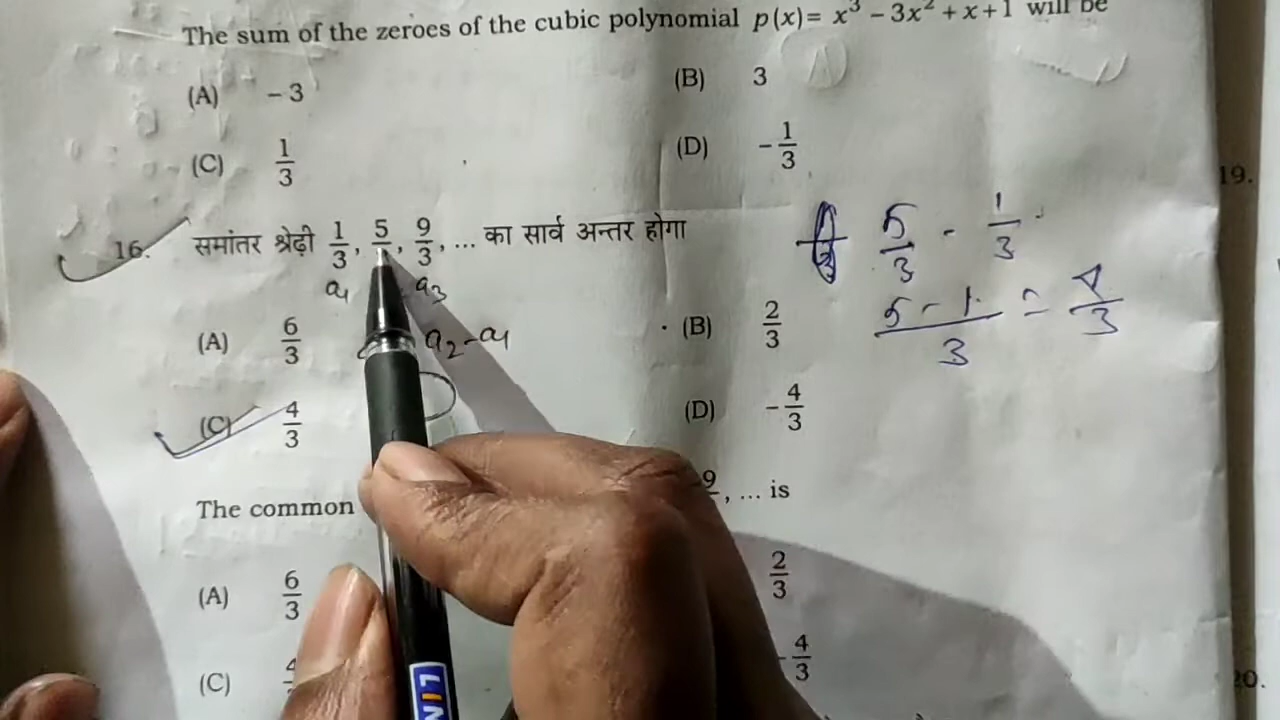 The sum of the zeroes of the cubic polynomial p(x) = x³ – 3x² + x + 1 will be
(A) – 3 (B) 3
(C) 1/3 (D) – 1/3
19.
16. समांतर श्रेढ़ी 1/3, 5/3, 9/3, ... का सार्व अन्तर होगा
5/3 - 1/3
a₁ a₃
5 - 1/3 = 4/3
(A) 6/3 (B) 2/3
a₂ - a₁
(C) 4/3 (D) – 4/3
The common 9 , ... is
(A) 6/3 2/3
(C) 4 – 4/3
20.
LIN